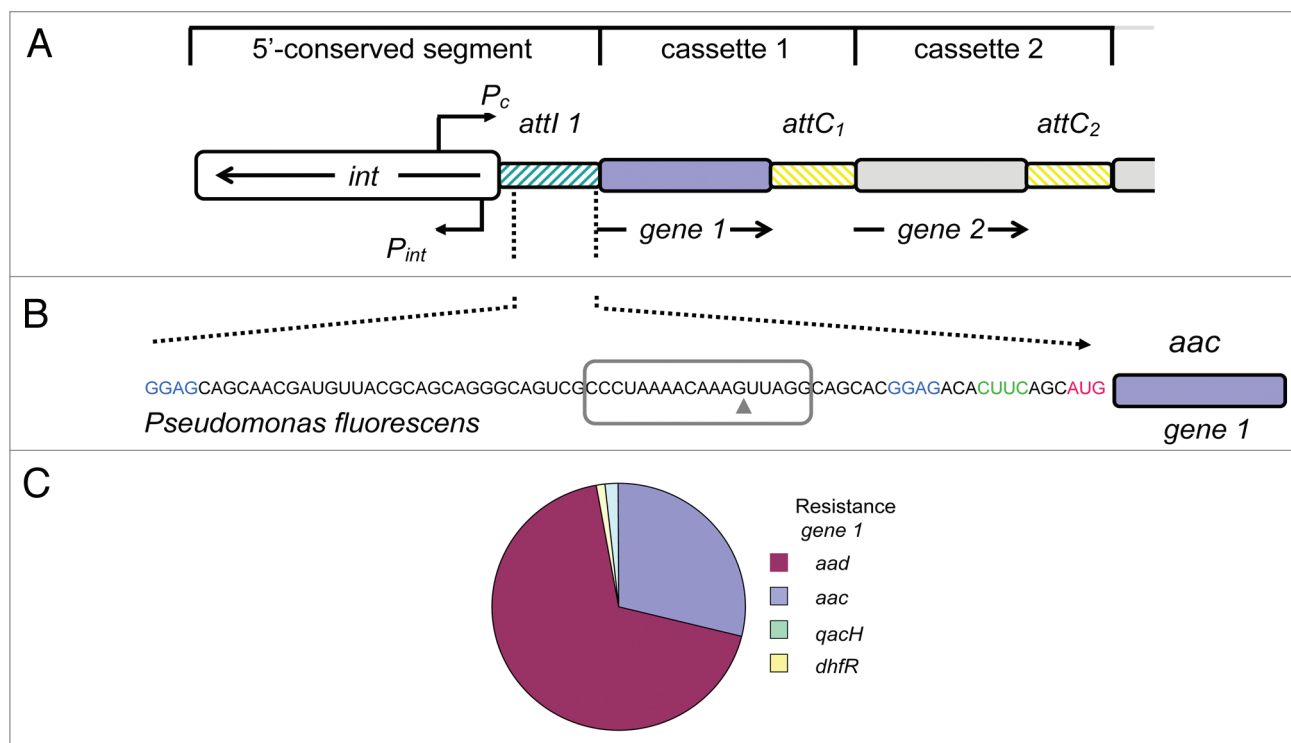 A
5'-conserved segment cassette 1 cassette 2
Pc
attI 1 attC1 attC2
int
gene 1 gene 2
Pint
B
aac
GGAGCAGCAACGAUGUUACGCAGCAGGGCAGUCGCCCUAAAACAAAGUUAGGCAGCACGGAGACACUUCAGCAUG
Pseudomonas fluorescens
gene 1
C
Resistance
gene 1
aad
aac
qacH
dhfR